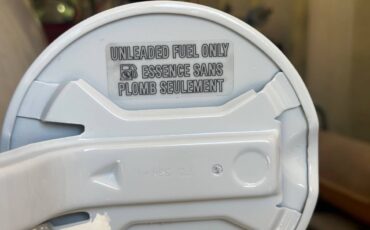 UNLEADED FUEL ONLY
ESSENCE SANS
PLOMB SEULEMENT